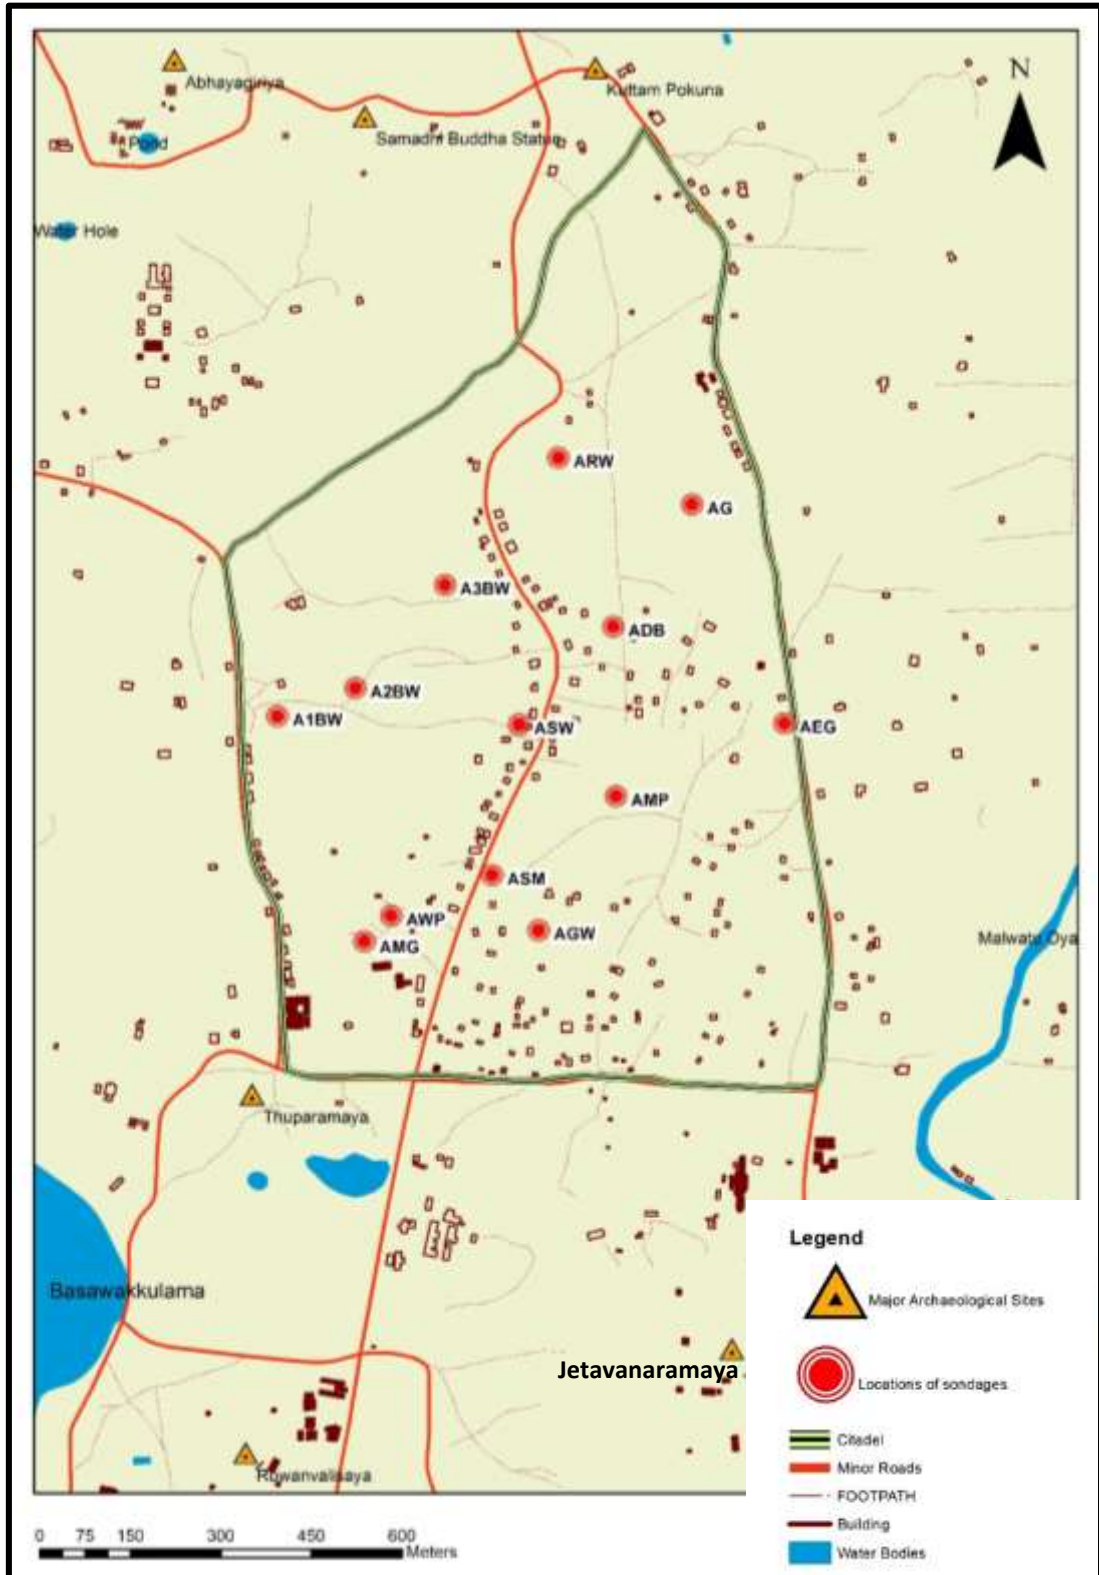 Abhayagiriya
Kuttam Pokuna
N
Samadhi Buddha Statue
Pond
Water Hole
ARW
AG
A3BW
ADB
A2BW
A1BW
ASW
AEG
AMP
ASM
AWP
AGW
AMG
Malwatu Oya
Thuparamaya
Basawakkulama
Jetavanaramaya
Ruwanvalisaya
Legend
Major Archaeological Sites
Locations of sondages
Citadel
Minor Roads
FOOTPATH
Building
Water Bodies
0 75 150 300 450 600
Meters